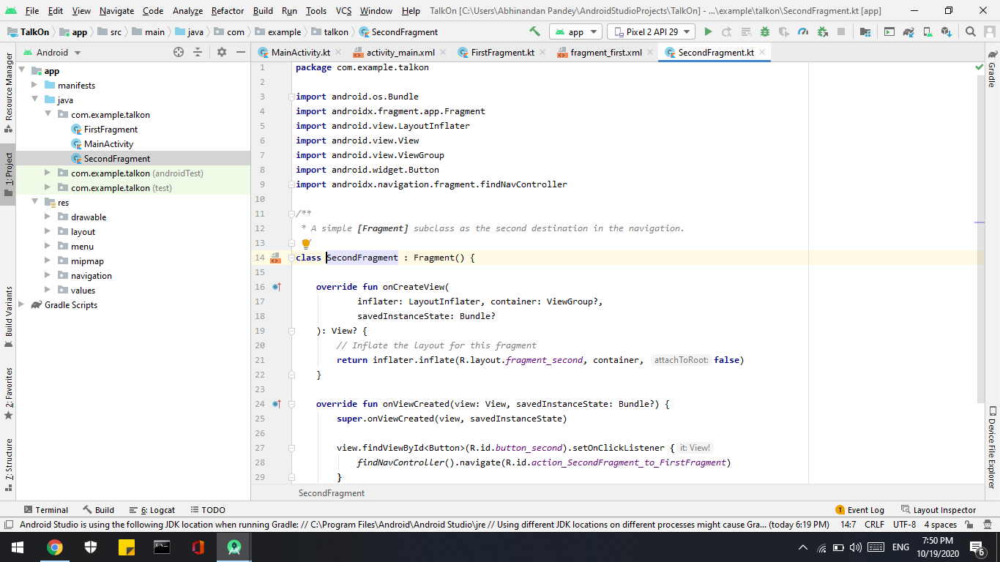 File Edit View Navigate Code Analyze Refactor Build Run Tools VCS Window Help TalkOn [C:\Users\Abhinandan Pandey\AndroidStudioProjects\TalkOn] - ...\example\talkon\SecondFragment.kt [app]
TalkOn app src main java com example talkon SecondFragment app Pixel 2 API 29
Android
MainActivity.kt activity_main.xml FirstFragment.kt fragment_first.xml SecondFragment.kt
Resource Manager
1: Project
Build Variants
2: Favorites
7: Structure
app
manifests
java
com.example.talkon
FirstFragment
MainActivity
SecondFragment
com.example.talkon (androidTest)
com.example.talkon (test)
res
drawable
layout
menu
mipmap
navigation
values
Gradle Scripts
1 package com.example.talkon
2
3 import android.os.Bundle
4 import androidx.fragment.app.Fragment
5 import android.view.LayoutInflater
6 import android.view.View
7 import android.view.ViewGroup
8 import android.widget.Button
9 import androidx.navigation.fragment.findNavController
10
11 /**
12 * A simple [Fragment] subclass as the second destination in the navigation.
13 /
14 class SecondFragment : Fragment() {
15
16 override fun onCreateView(
17 inflater: LayoutInflater, container: ViewGroup?,
18 savedInstanceState: Bundle?
19 ): View? {
20 // Inflate the layout for this fragment
21 return inflater.inflate(R.layout.fragment_second, container, attachToRoot: false)
22 }
23
24 override fun onViewCreated(view: View, savedInstanceState: Bundle?) {
25 super.onViewCreated(view, savedInstanceState)
26
27 view.findViewById<Button>(R.id.button_second).setOnClickListener { it: View!
28 findNavController().navigate(R.id.action_SecondFragment_to_FirstFragment)
29 }
SecondFragment
Gradle
Device File Explorer
Terminal Build 6: Logcat TODO 1 Event Log Layout Inspector
Android Studio is using the following JDK location when running Gradle: // C:\Program Files\Android\Android Studio\jre // Using different JDK locations on different processes might cause Gra... (today 6:19 PM) 14:7 CRLF UTF-8 4 spaces
ENG 7:50 PM
10/19/2020 6